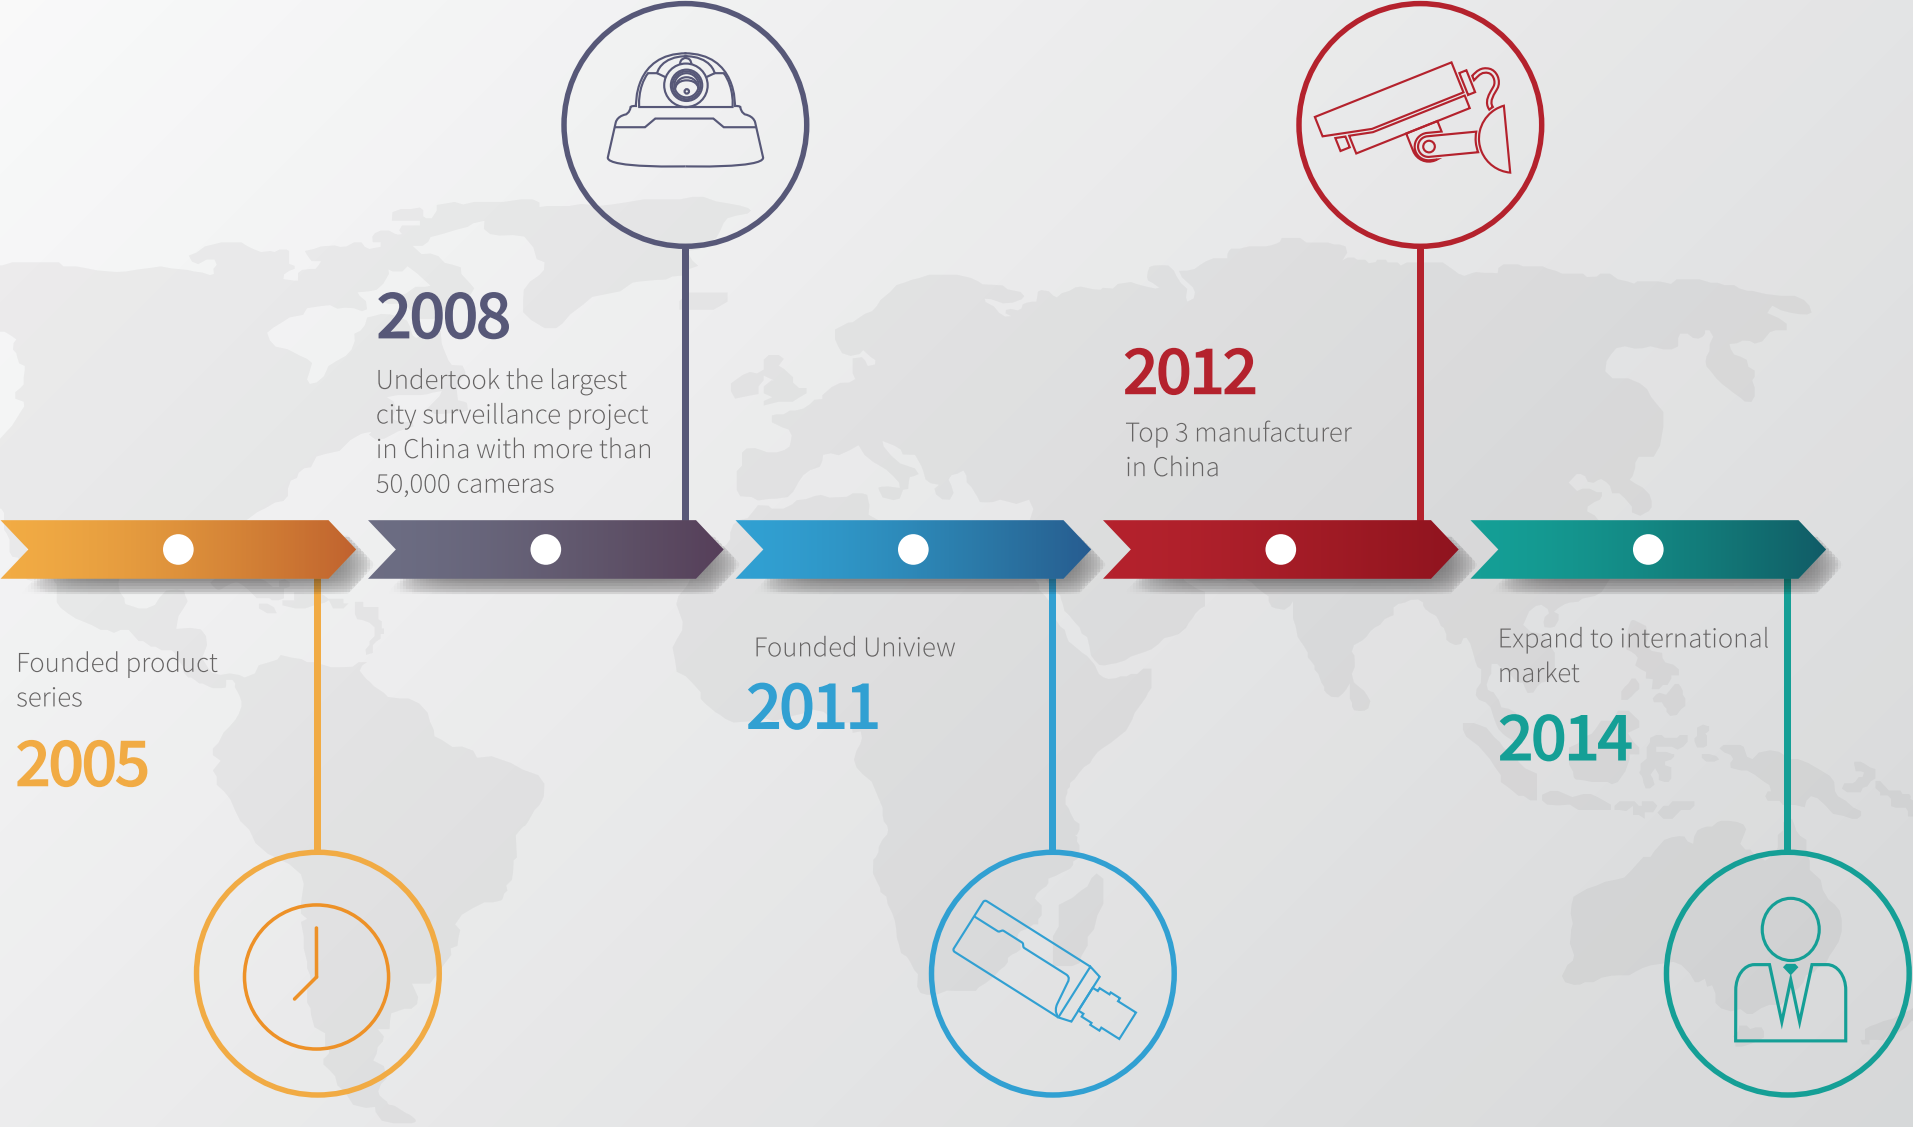 2008
Undertook the largest
city surveillance project
in China with more than
50,000 cameras
2012
Top 3 manufacturer
in China
Founded product
series
2005
Founded Uniview
2011
Expand to international
market
2014